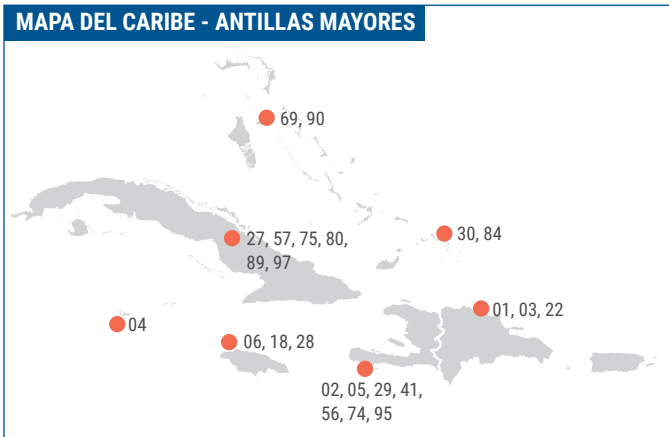 MAPA DEL CARIBE - ANTILLAS MAYORES
69, 90
27, 57, 75, 80,
89, 97
30, 84
01, 03, 22
04
06, 18, 28
02, 05, 29, 41,
56, 74, 95